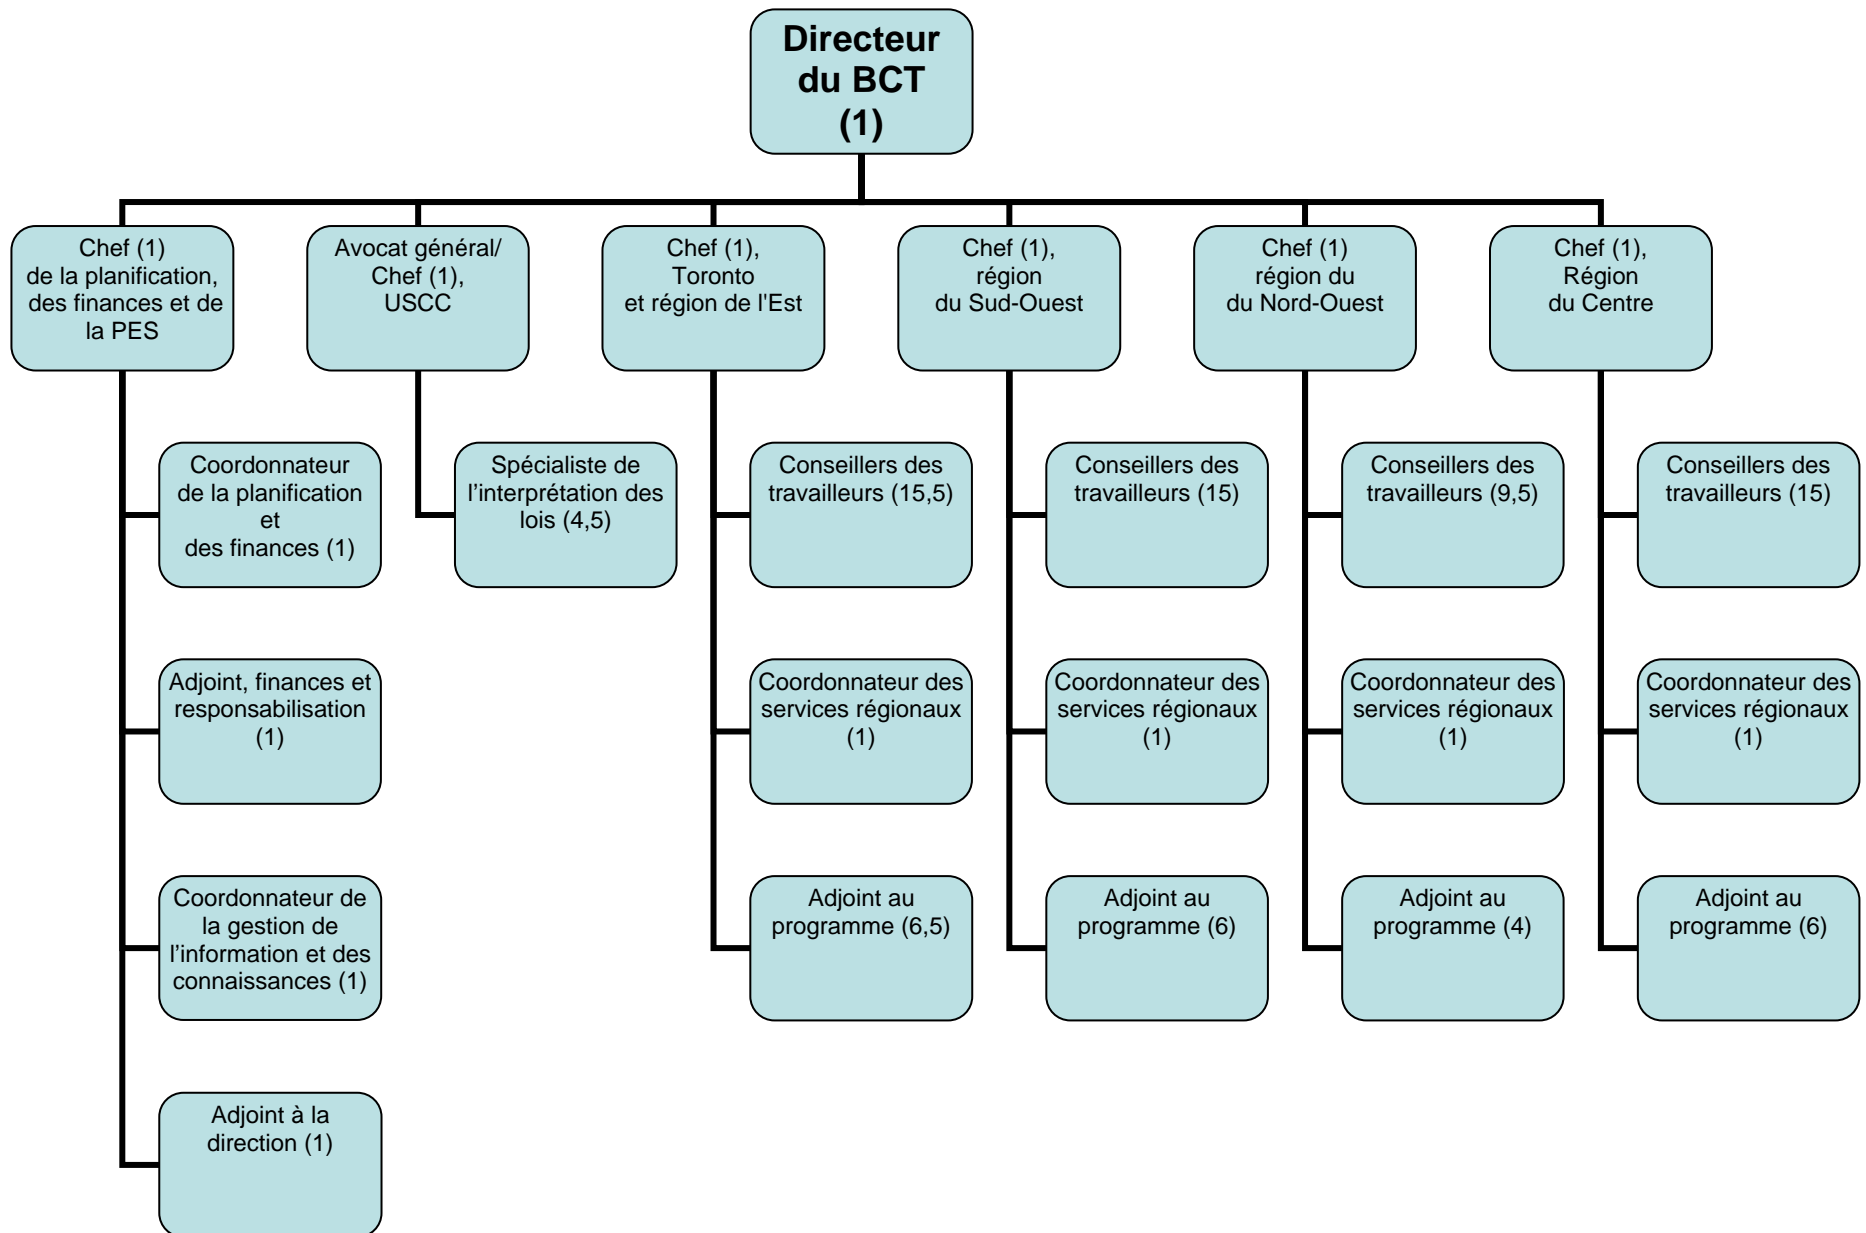 Directeur
du BCT
(1)
Chef (1)
de la planification,
des finances et de
la PES
Avocat général/
Chef (1),
USCC
Chef (1),
Toronto
et région de l'Est
Chef (1),
région
du Sud-Ouest
Chef (1)
région du
du Nord-Ouest
Chef (1),
Région
du Centre
Coordonnateur
de la planification
et
des finances (1)
Spécialiste de
l’interprétation des
lois (4,5)
Conseillers des
travailleurs (15,5)
Conseillers des
travailleurs (15)
Conseillers des
travailleurs (9,5)
Conseillers des
travailleurs (15)
Adjoint, finances et
responsabilisation
(1)
Coordonnateur des
services régionaux
(1)
Coordonnateur des
services régionaux
(1)
Coordonnateur des
services régionaux
(1)
Coordonnateur des
services régionaux
(1)
Coordonnateur de
la gestion de
l’information et des
connaissances (1)
Adjoint au
programme (6,5)
Adjoint au
programme (6)
Adjoint au
programme (4)
Adjoint au
programme (6)
Adjoint à la
direction (1)